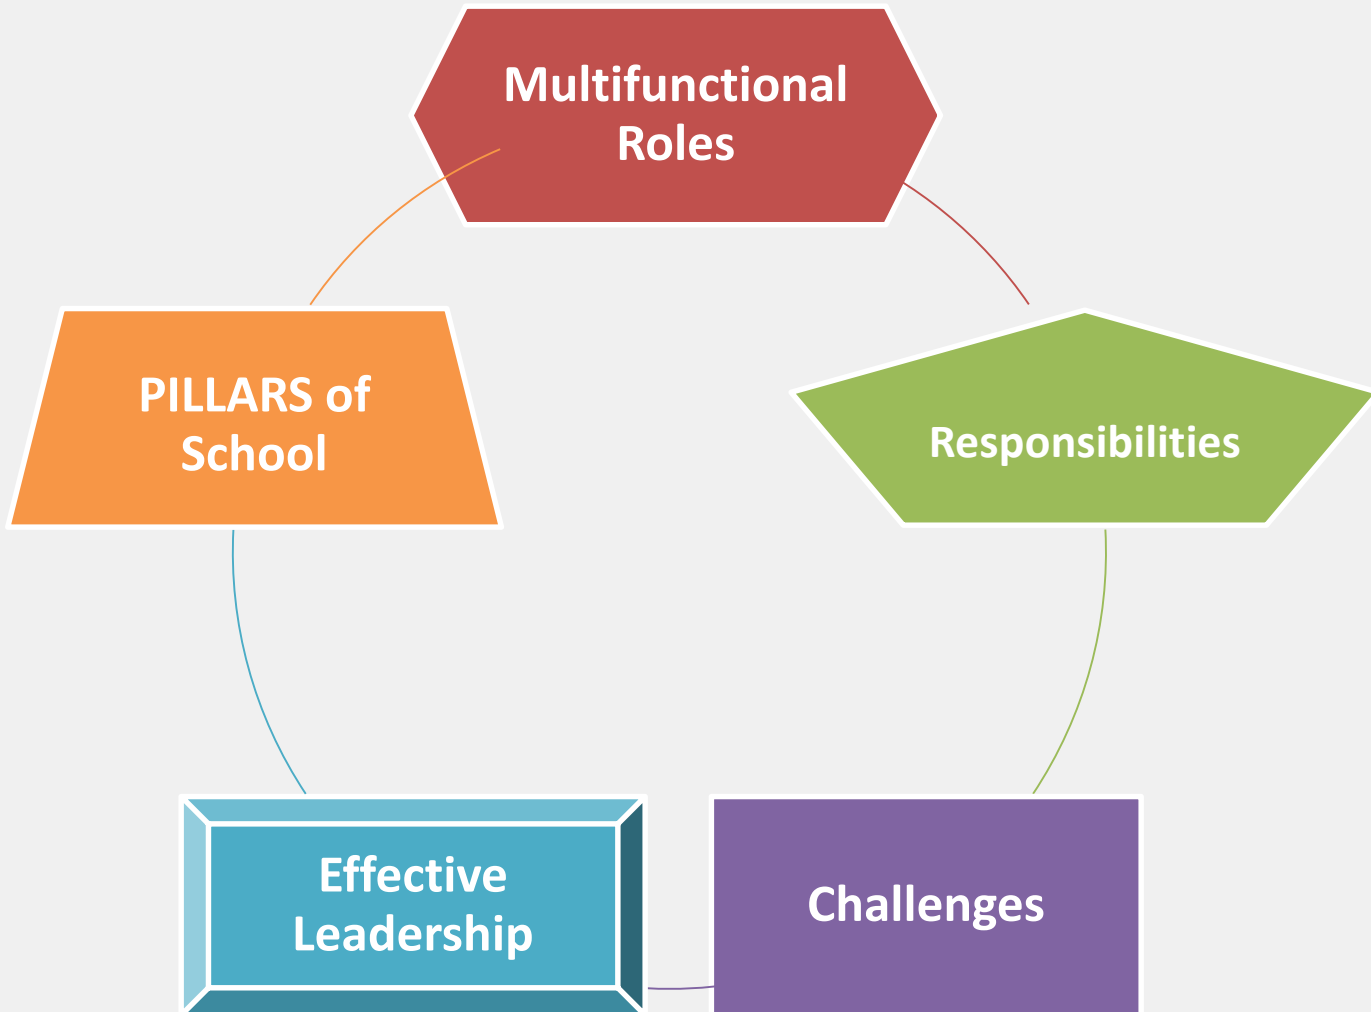 Multifunctional
Roles
PILLARS of
School
Responsibilities
Effective
Leadership
Challenges